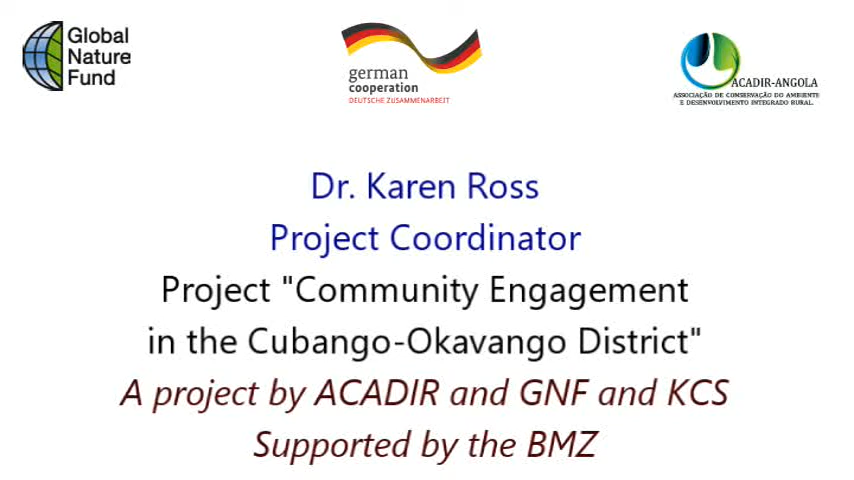 Global
Nature
Fund
german
cooperation
DEUTSCHE ZUSAMMENARBEIT
ACADIR-ANGOLA
ASSOCIAÇÃO DE CONSERVAÇÃO DO AMBIENTE
E DESENVOLVIMENTO INTEGRADO RURAL.
Dr. Karen Ross
Project Coordinator
Project "Community Engagement
in the Cubango-Okavango District"
A project by ACADIR and GNF and KCS
Supported by the BMZ